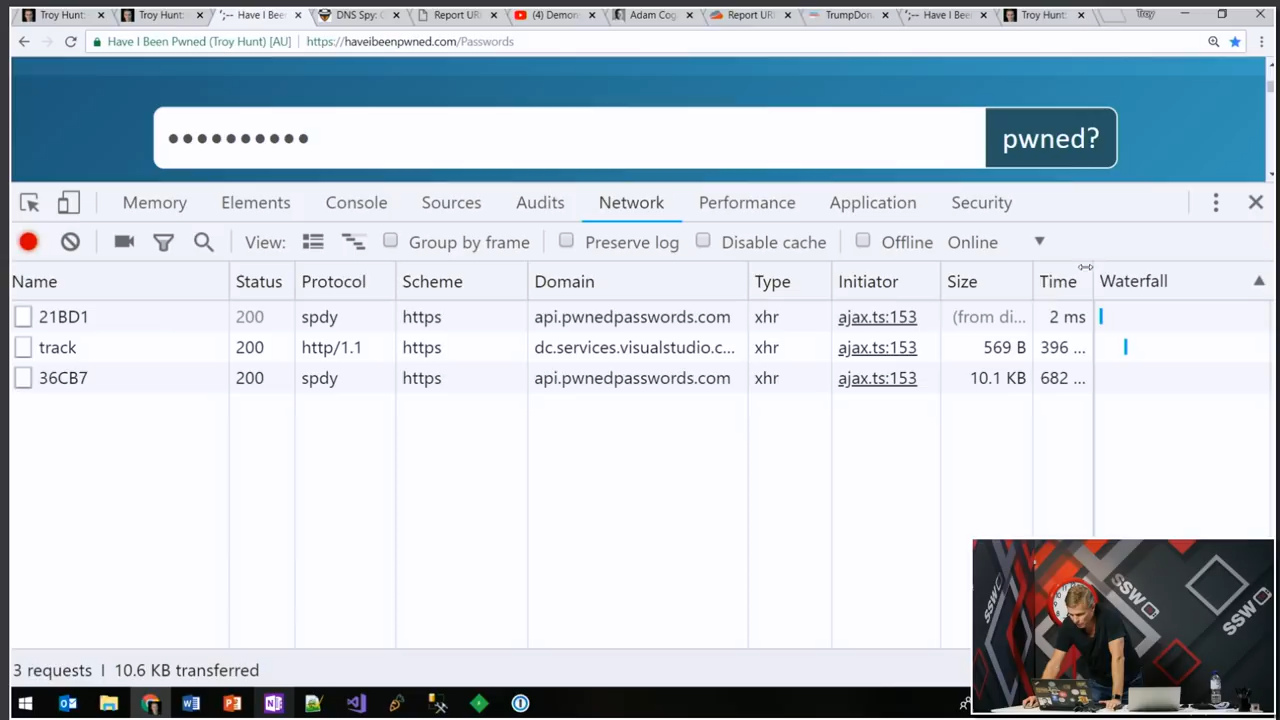 Troy Hunt: Troy Hunt: Have I Bee DNS Spy: C Report UR (4) Demon Adam Cog Report UR TrumpDon Have I Bee Troy Hunt: Troy
Have I Been Pwned (Troy Hunt) [AU] https://haveibeenpwned.com/Passwords
•••••••••• pwned?
Memory Elements Console Sources Audits Network Performance Application Security
View: Group by frame Preserve log Disable cache Offline Online
Name Status Protocol Scheme Domain Type Initiator Size Time Waterfall
21BD1 200 spdy https api.pwnedpasswords.com xhr ajax.ts:153 (from di... 2 ms
track 200 http/1.1 https dc.services.visualstudio.c... xhr ajax.ts:153 569 B 396 ...
36CB7 200 spdy https api.pwnedpasswords.com xhr ajax.ts:153 10.1 KB 682 ...
SSW SSW SSW
3 requests | 10.6 KB transferred